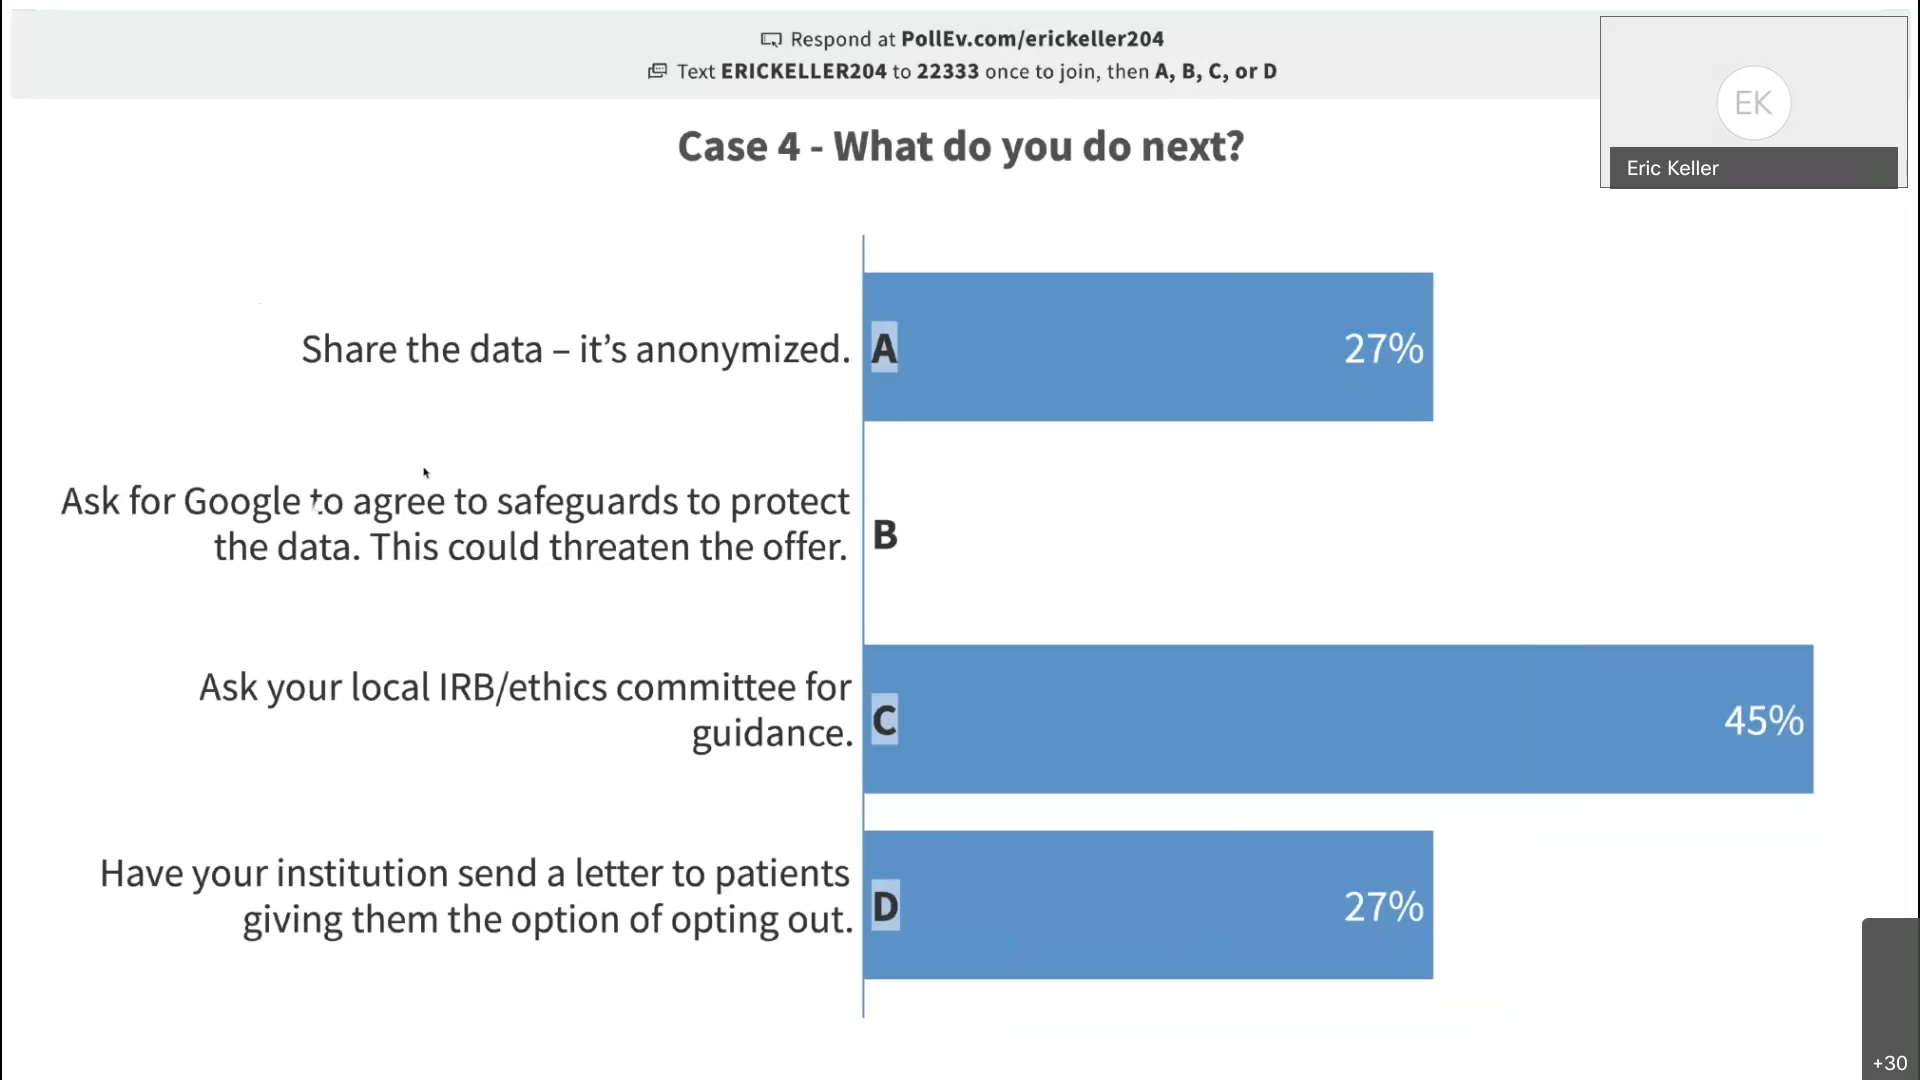 Respond at PollEv.com/erickeller204
Text ERICKELLER204 to 22333 once to join, then A, B, C, or D
EK
Eric Keller
Case 4 - What do you do next?
Share the data – it’s anonymized.
A
27%
Ask for Google to agree to safeguards to protect
the data. This could threaten the offer.
B
Ask your local IRB/ethics committee for
guidance.
C
45%
Have your institution send a letter to patients
giving them the option of opting out.
D
27%
+30